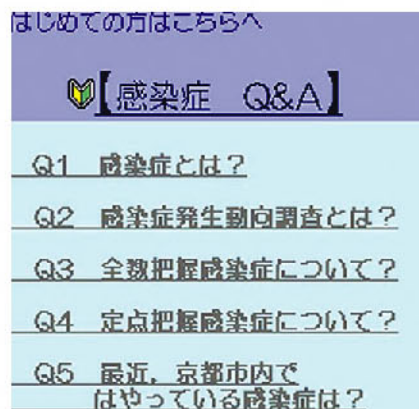 はじめての方はこちらへ
【感染症 Q&A】
Q1 感染症とは？
Q2 感染症発生動向調査とは？
Q3 全数把握感染症について？
Q4 定点把握感染症について？
Q5 最近，京都市内で
はやっている感染症は？